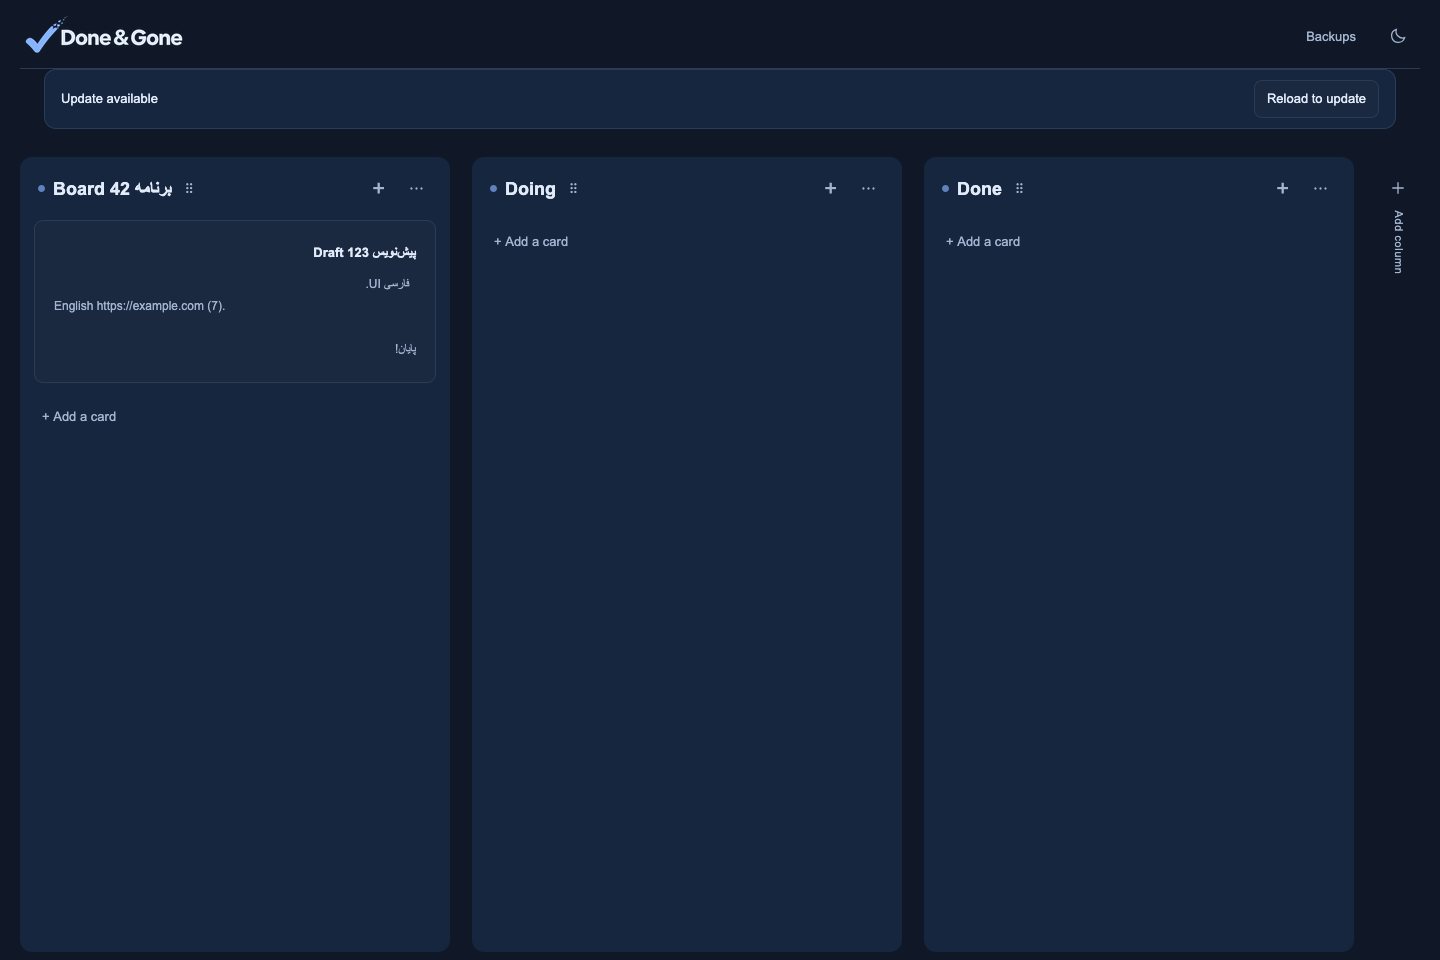 Done & Gone
Backups
Update available
Reload to update
Board 42 برنامه
پیش‌نویس Draft 123
فارسی UI.
English https://example.com (7).
پایان!
+ Add a card
Doing
+ Add a card
Done
+ Add a card
Add column